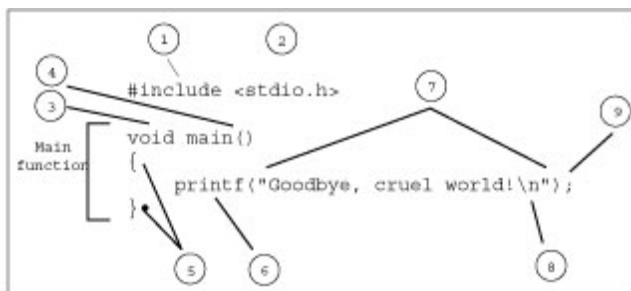 1 2
4
#include <stdio.h>
7
3
9
void main()
Main
function
{
printf("Goodbye, cruel world!\n");
}
5 6 8